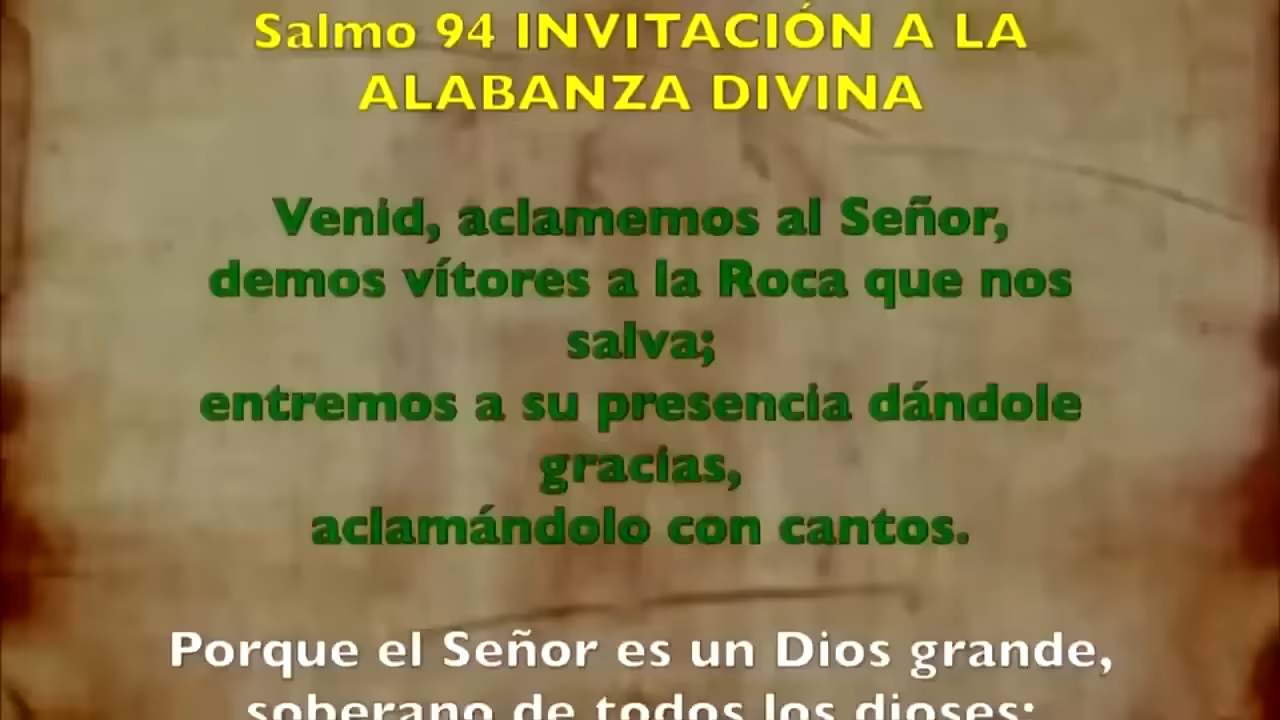 Salmo 94 INVITACIÓN A LA
ALABANZA DIVINA
Venid, aclamemos al Señor,
demos vítores a la Roca que nos
salva;
entremos a su presencia dándole
gracias,
aclamándolo con cantos.
Porque el Señor es un Dios grande,
soberano de todos los dioses: